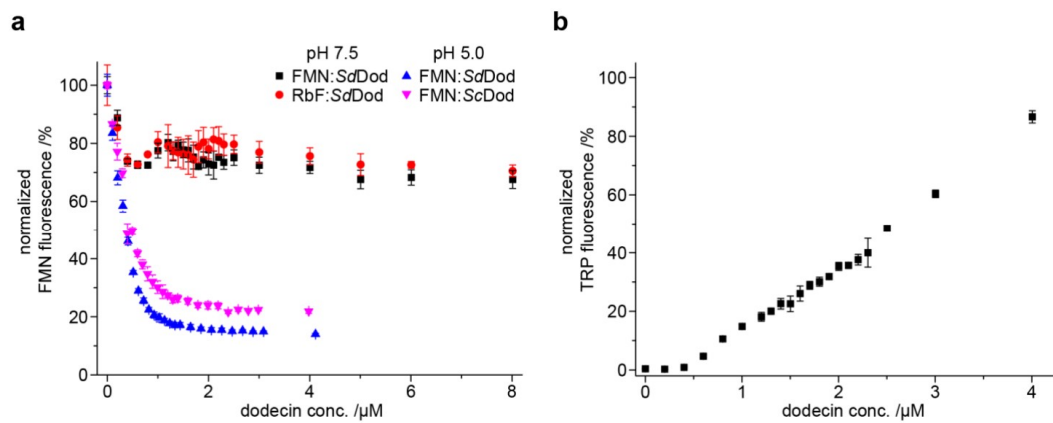 a
pH 7.5 pH 5.0
FMN:SdDod FMN:SdDod
RbF:SdDod FMN:ScDod
normalized
FMN fluorescence /%
100
80
60
40
20
0
0 2 4 6 8
dodecin conc. /µM
b
normalized
TRP fluorescence /%
100
80
60
40
20
0
0 1 2 3 4
dodecin conc. /µM